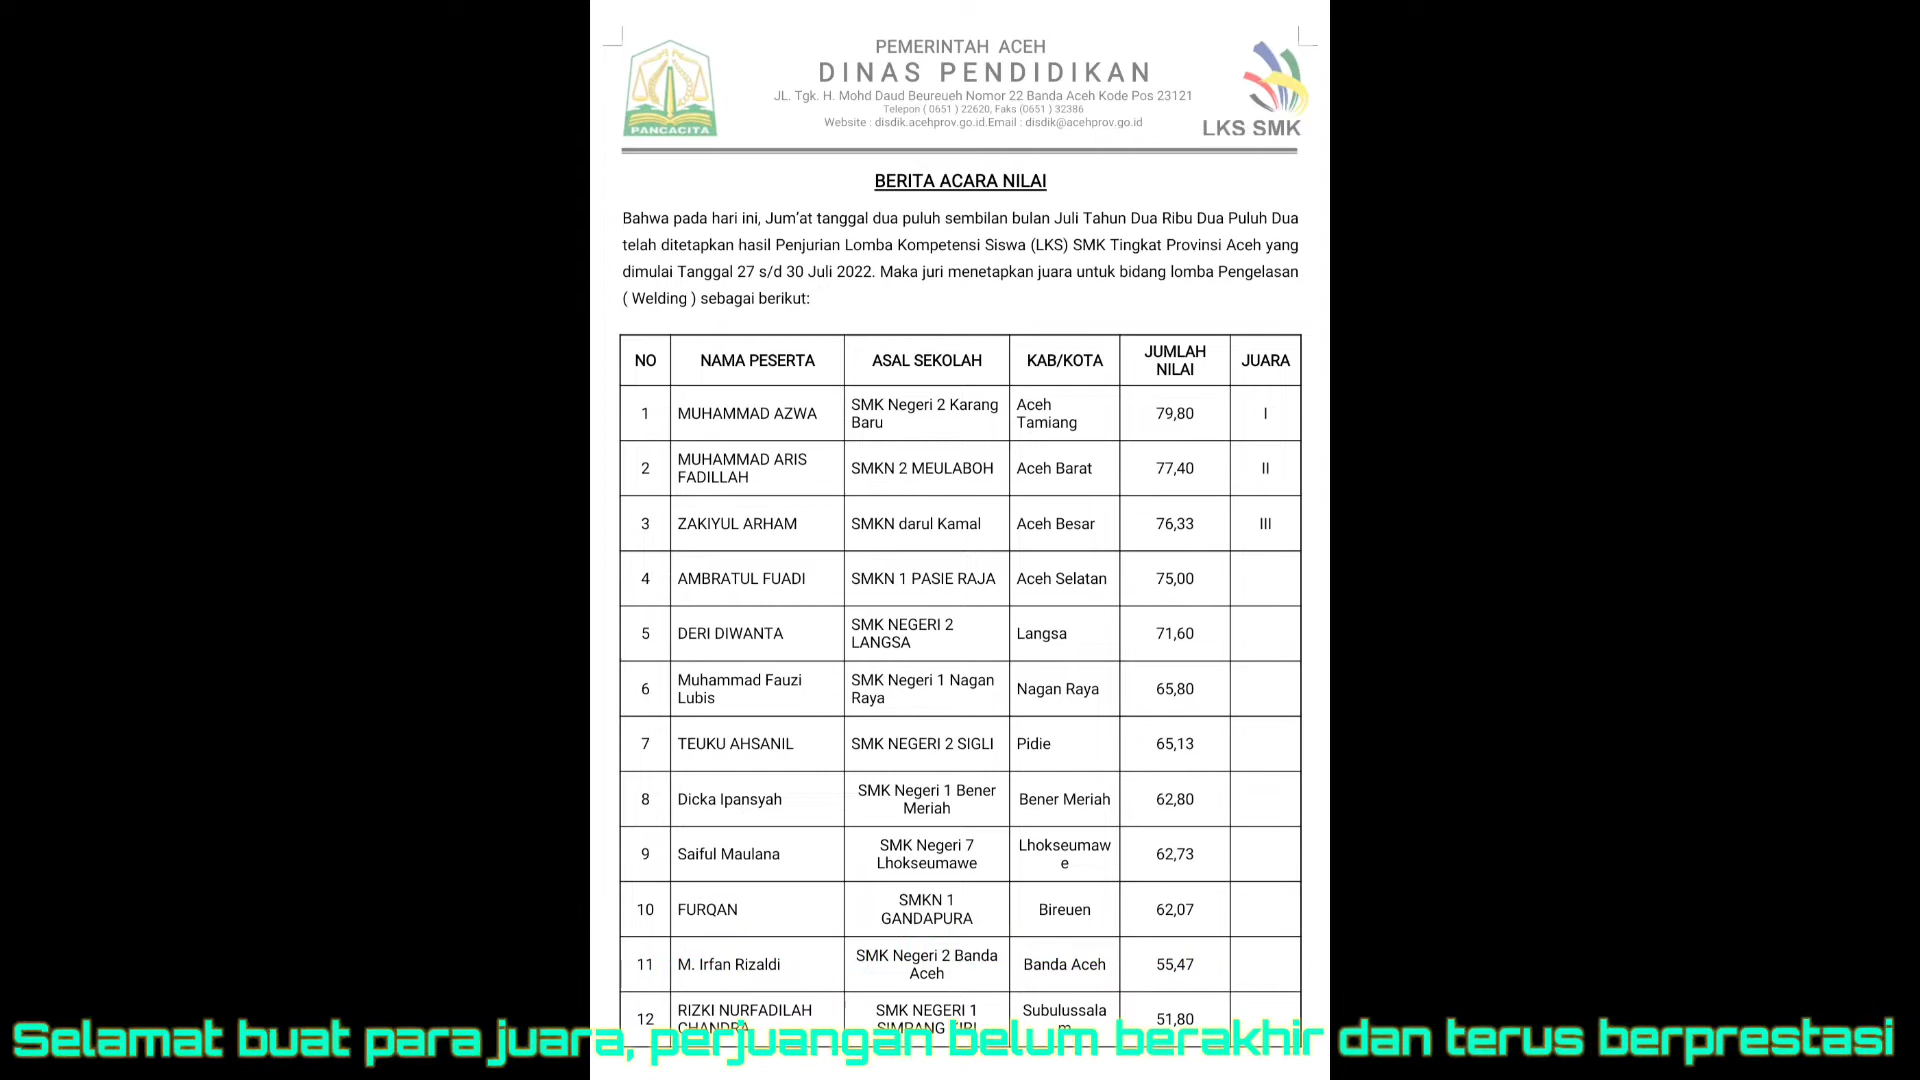 PEMERINTAH ACEH
DINAS PENDIDIKAN
JL. Tgk. H. Mohd Daud Beureueh Nomor 22 Banda Aceh Kode Pos 23121
Telepon ( 0651 ) 22620, Faks (0651 ) 32386
Website : disdik.acehprov.go.id.Email : disdik@acehprov.go.id
PANCACITA
LKS SMK
BERITA ACARA NILAI
Bahwa pada hari ini, Jum'at tanggal dua puluh sembilan bulan Juli Tahun Dua Ribu Dua Puluh Dua
telah ditetapkan hasil Penjurian Lomba Kompetensi Siswa (LKS) SMK Tingkat Provinsi Aceh yang
dimulai Tanggal 27 s/d 30 Juli 2022. Maka juri menetapkan juara untuk bidang lomba Pengelasan
( Welding ) sebagai berikut:
NO NAMA PESERTA ASAL SEKOLAH KAB/KOTA JUMLAH NILAI JUARA
1 MUHAMMAD AZWA SMK Negeri 2 Karang Baru Aceh Tamiang 79,80 I
2 MUHAMMAD ARIS FADILLAH SMKN 2 MEULABOH Aceh Barat 77,40 II
3 ZAKIYUL ARHAM SMKN darul Kamal Aceh Besar 76,33 III
4 AMBRATUL FUADI SMKN 1 PASIE RAJA Aceh Selatan 75,00
5 DERI DIWANTA SMK NEGERI 2 LANGSA Langsa 71,60
6 Muhammad Fauzi Lubis SMK Negeri 1 Nagan Raya Nagan Raya 65,80
7 TEUKU AHSANIL SMK NEGERI 2 SIGLI Pidie 65,13
8 Dicka Ipansyah SMK Negeri 1 Bener Meriah Bener Meriah 62,80
9 Saiful Maulana SMK Negeri 7 Lhokseumawe Lhokseumaw e 62,73
10 FURQAN SMKN 1 GANDAPURA Bireuen 62,07
11 M. Irfan Rizaldi SMK Negeri 2 Banda Aceh Banda Aceh 55,47
12 RIZKI NURFADILAH CHANDRA SMK NEGERI 1 SIMPANG KIRI Subulussala m 51,80
Selamat buat para juara, perjuangan belum berakhir dan terus berprestasi